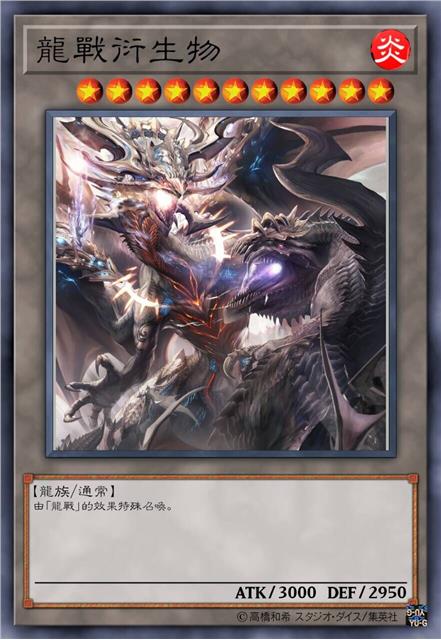 龍戰衍生物
炎
【龍族/通常】
由「龍戰」的效果特殊召喚。
ATK/3000 DEF/2950
©高橋和希 スタジオ・ダイス/集英社
YU-G